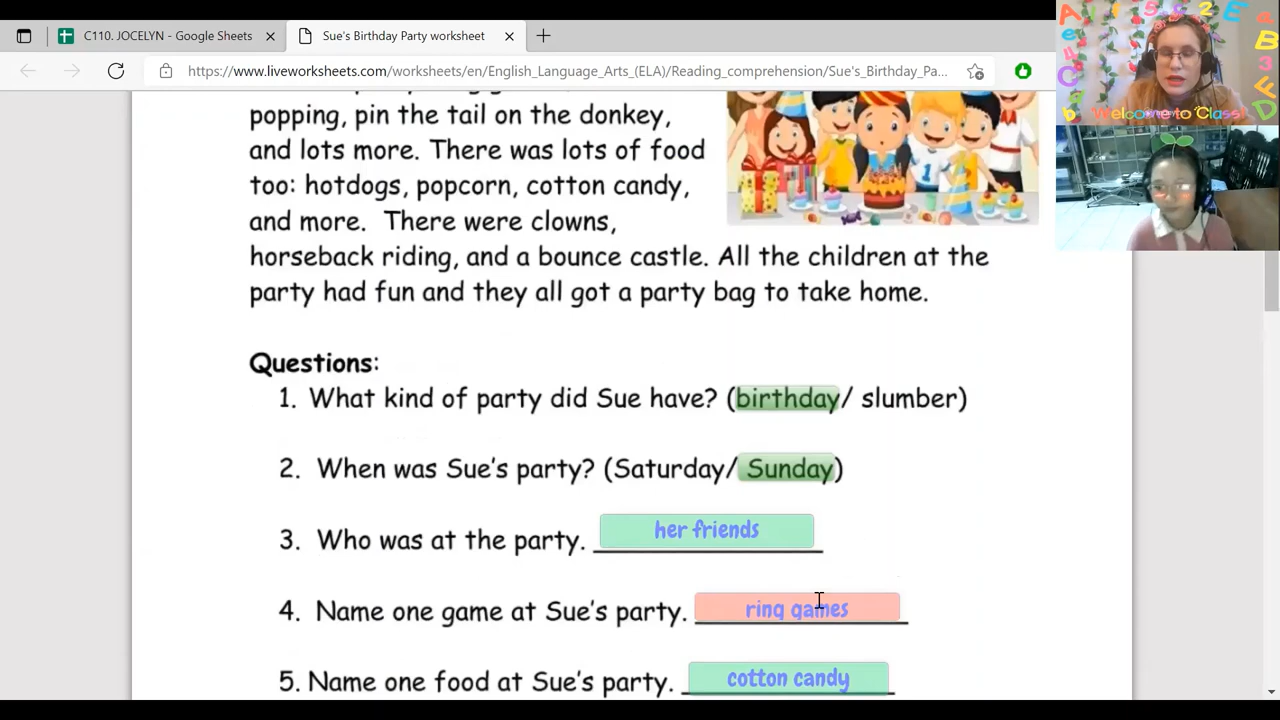 C110. JOCELYN - Google Sheets
Sue's Birthday Party worksheet
https://www.liveworksheets.com/worksheets/en/English_Language_Arts_(ELA)/Reading_comprehension/Sue's_Birthday_Pa...
Welcome to Class!
popping, pin the tail on the donkey,
and lots more. There was lots of food
too: hotdogs, popcorn, cotton candy,
and more. There were clowns,
horseback riding, and a bounce castle. All the children at the
party had fun and they all got a party bag to take home.
Questions:
1. What kind of party did Sue have? (birthday/ slumber)
2. When was Sue's party? (Saturday/ Sunday)
3. Who was at the party. her friends
4. Name one game at Sue's party. ring games
5. Name one food at Sue's party. cotton candy